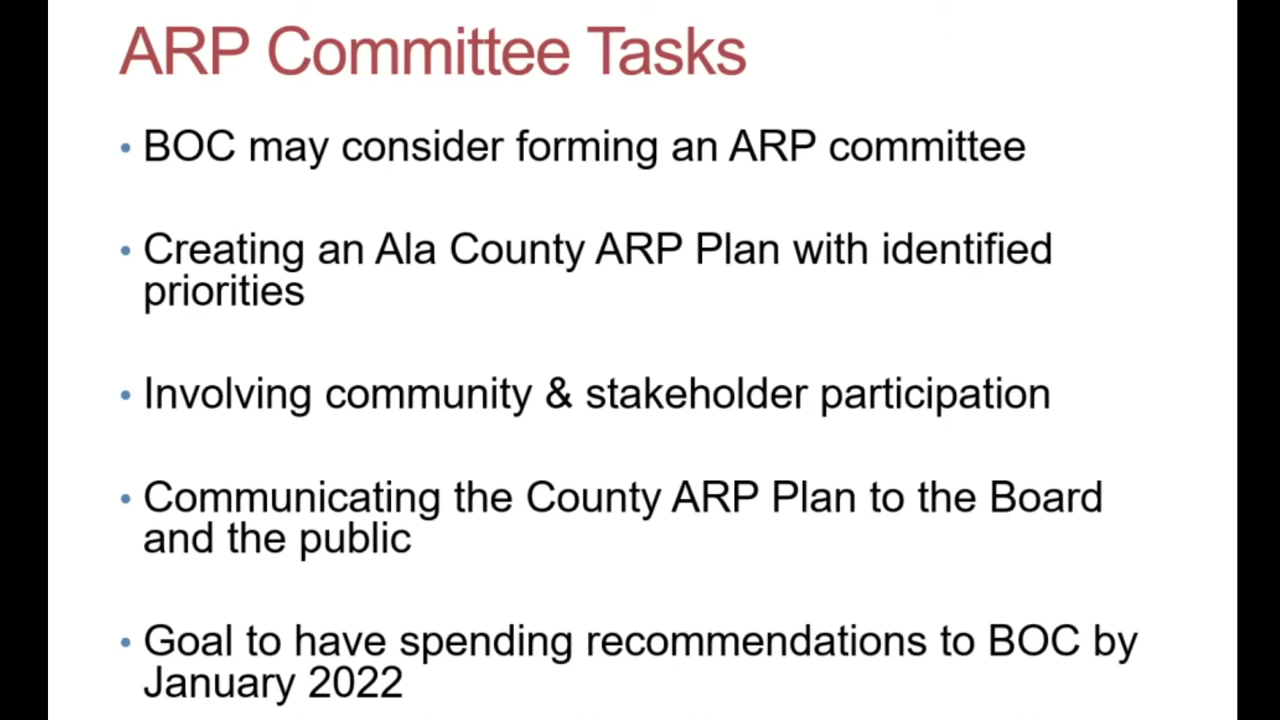 ARP Committee Tasks
• BOC may consider forming an ARP committee
• Creating an Ala County ARP Plan with identified
priorities
• Involving community & stakeholder participation
• Communicating the County ARP Plan to the Board
and the public
• Goal to have spending recommendations to BOC by
January 2022